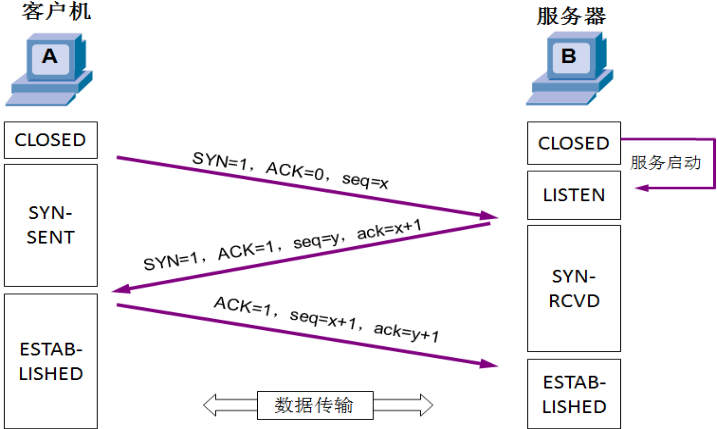 客户机
服务器
A
B
CLOSED
CLOSED
SYN=1，ACK=0，seq=x
服务启动
LISTEN
SYN-
SENT
SYN=1，ACK=1，seq=y，ack=x+1
SYN-
RCVD
ACK=1，seq=x+1，ack=y+1
ESTAB-
LISHED
ESTAB-
LISHED
数据传输